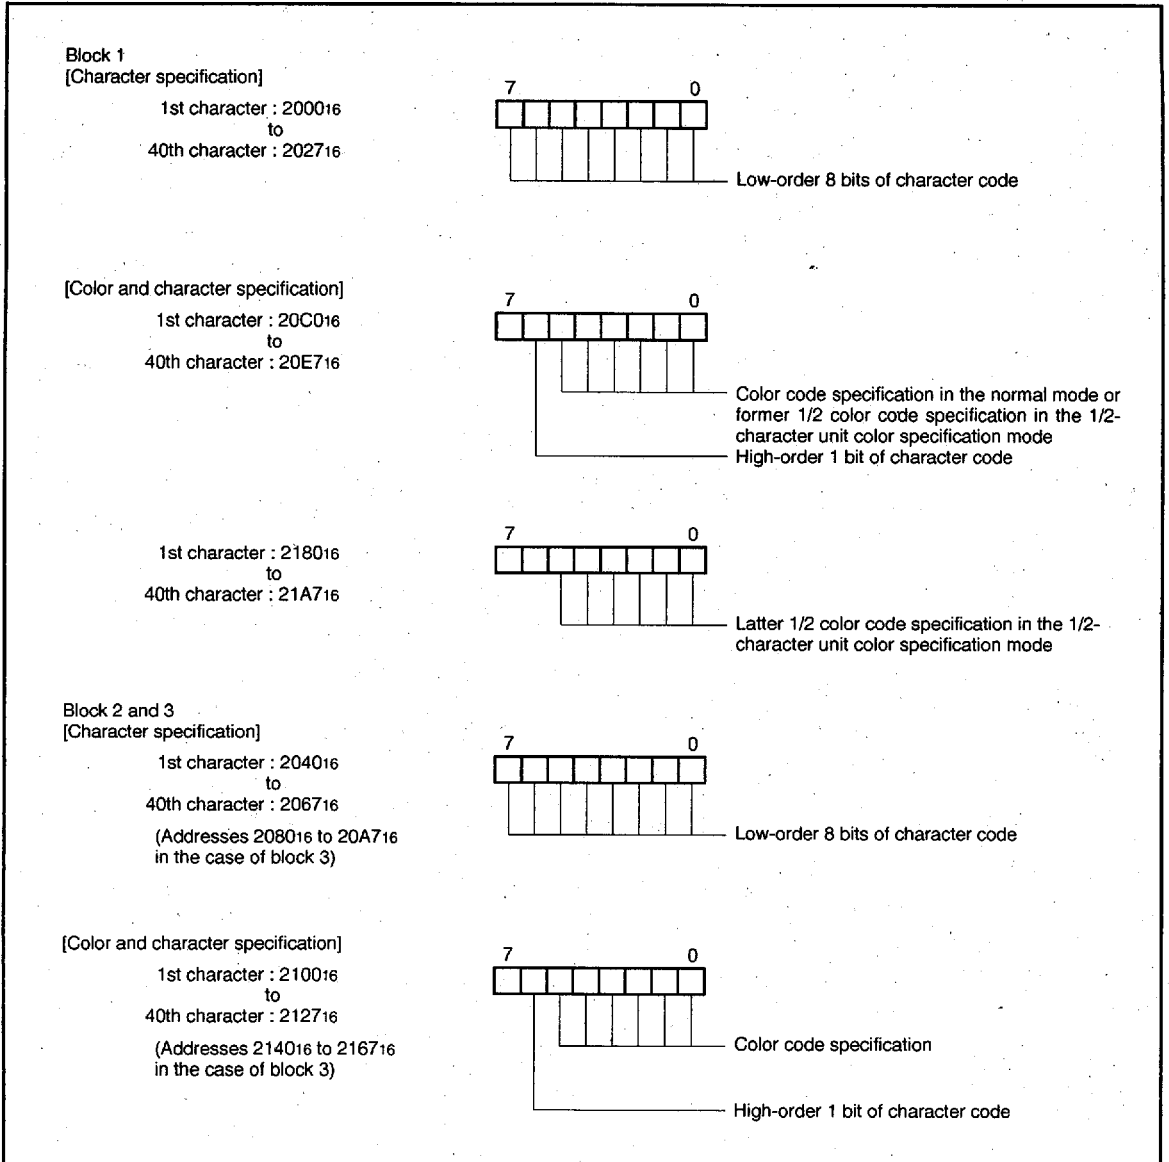 Block 1
[Character specification]
1st character : 200016
to
40th character : 202716
7 0
Low-order 8 bits of character code
[Color and character specification]
1st character : 20C016
to
40th character : 20E716
7 0
Color code specification in the normal mode or
former 1/2 color code specification in the 1/2-
character unit color specification mode
High-order 1 bit of character code
1st character : 218016
to
40th character : 21A716
7 0
Latter 1/2 color code specification in the 1/2-
character unit color specification mode
Block 2 and 3
[Character specification]
1st character : 204016
to
40th character : 206716
(Addresses 208016 to 20A716
in the case of block 3)
7 0
Low-order 8 bits of character code
[Color and character specification]
1st character : 210016
to
40th character : 212716
(Addresses 214016 to 216716
in the case of block 3)
7 0
Color code specification
High-order 1 bit of character code